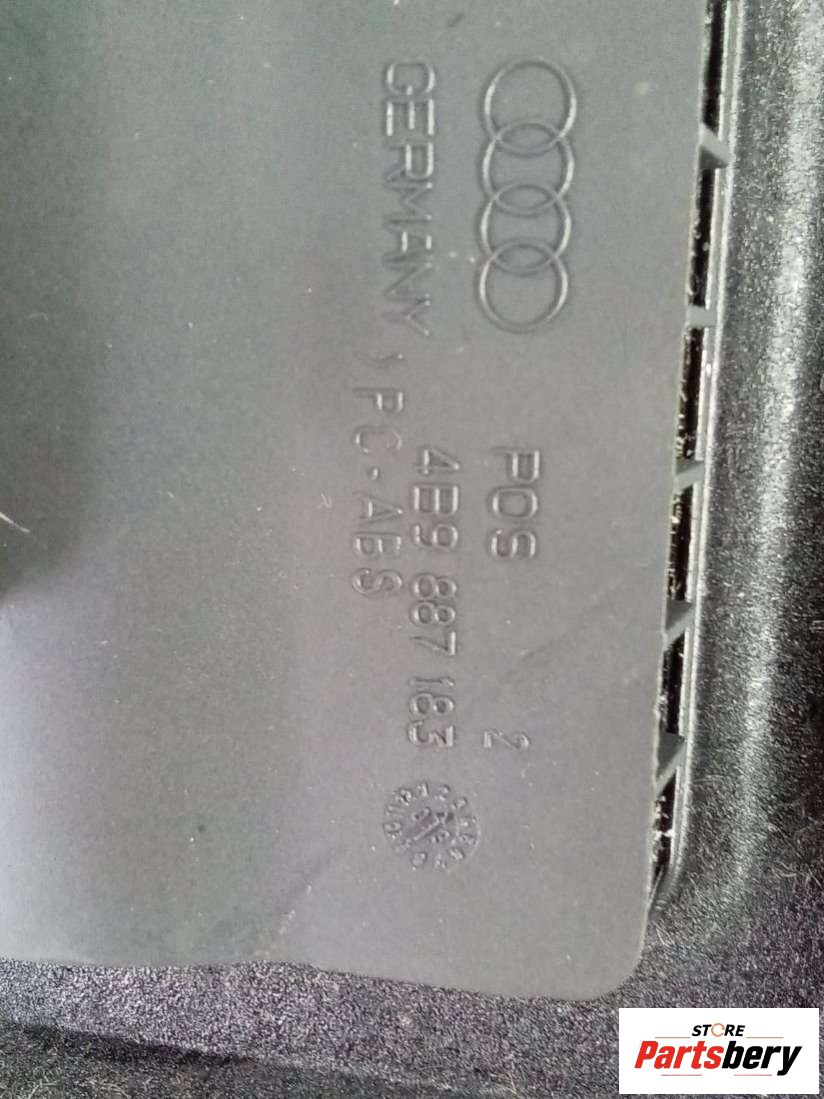 POS 2
GERMANY 4B9 887 183
>PC·ABS
STORE
Partsbery